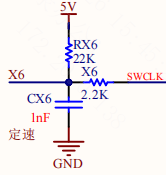 5V
RX6
22K
X6
X6
SWCLK
CX6
2.2K
1nF
定速
GND